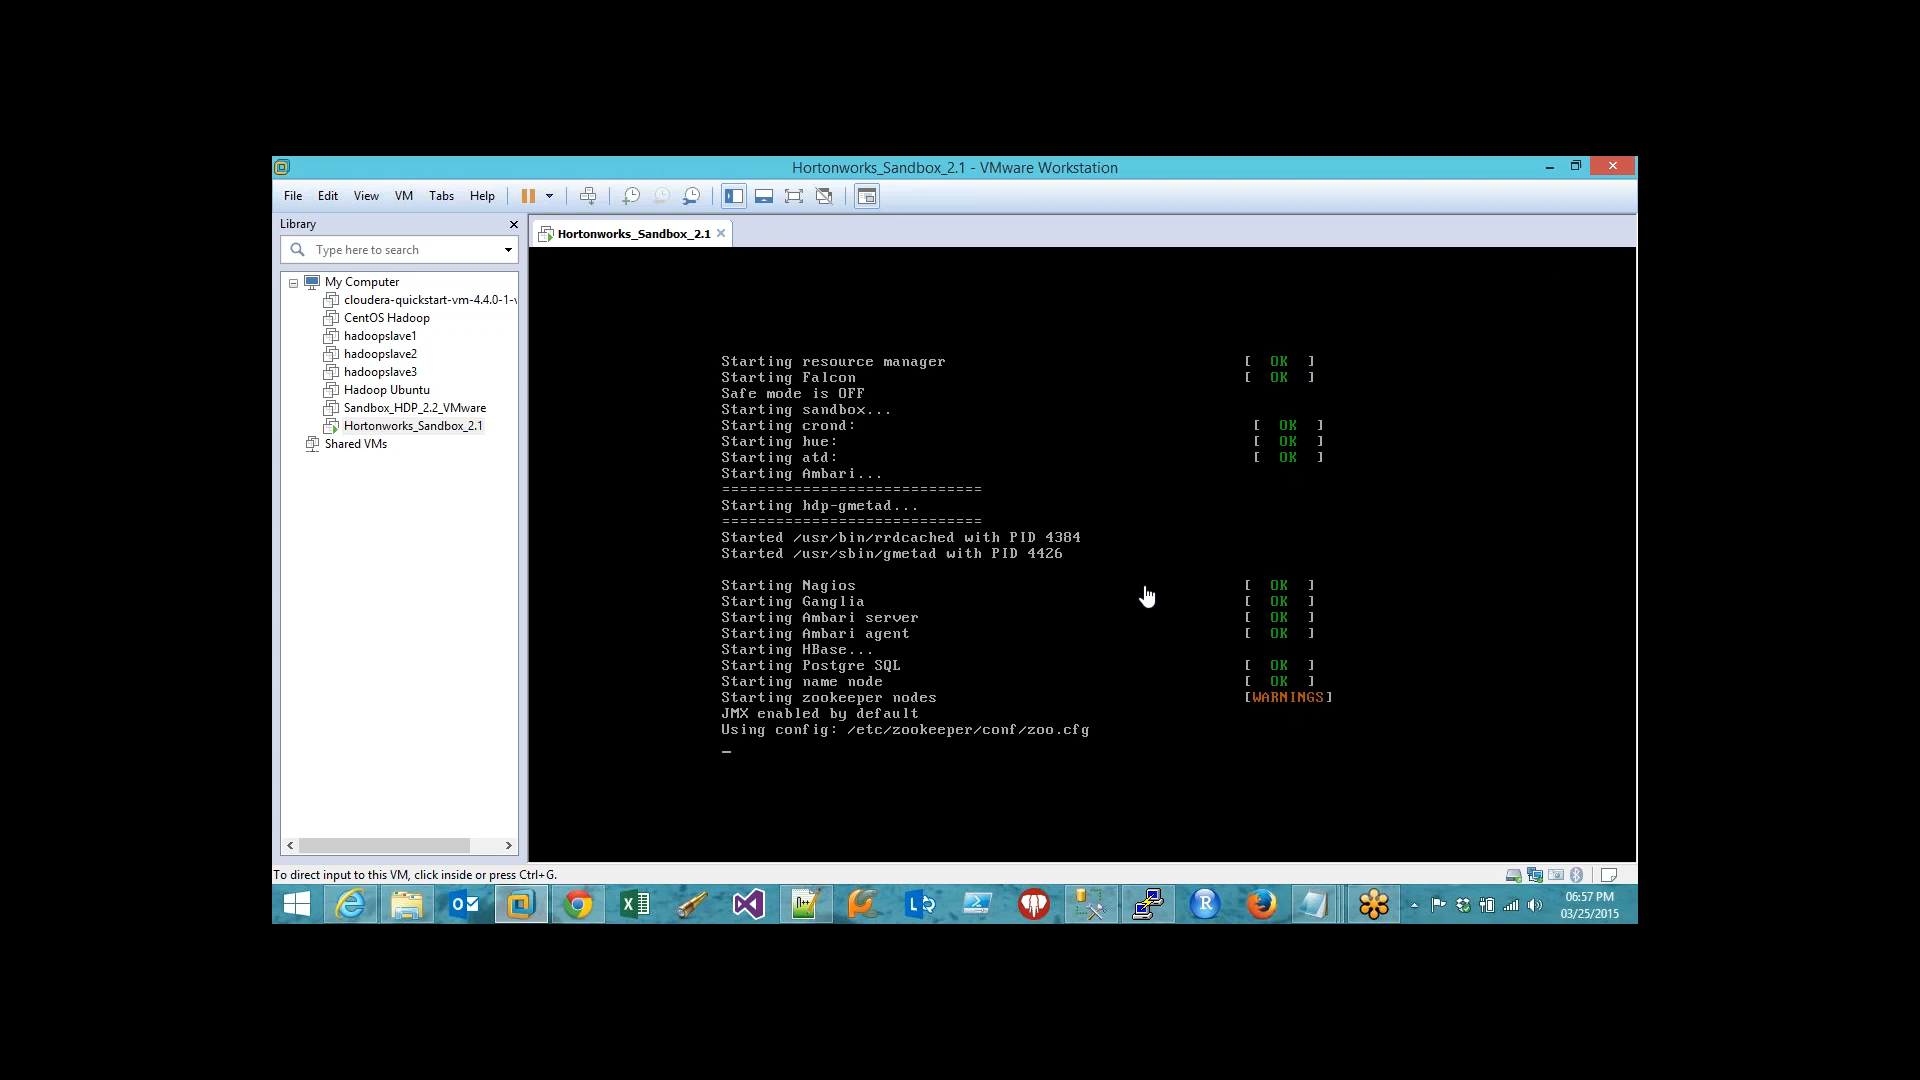 Hortonworks_Sandbox_2.1 - VMware Workstation
File Edit View VM Tabs Help
Library
Type here to search
My Computer
cloudera-quickstart-vm-4.4.0-1-v
CentOS Hadoop
hadoopslave1
hadoopslave2
hadoopslave3
Hadoop Ubuntu
Sandbox_HDP_2.2_VMware
Hortonworks_Sandbox_2.1
Shared VMs
Hortonworks_Sandbox_2.1
Starting resource manager [ OK ]
Starting Falcon [ OK ]
Safe mode is OFF
Starting sandbox...
Starting crond: [ OK ]
Starting hue: [ OK ]
Starting atd: [ OK ]
Starting Ambari...
=============================
Starting hdp-gmetad...
=============================
Started /usr/bin/rrdcached with PID 4384
Started /usr/sbin/gmetad with PID 4426
Starting Nagios [ OK ]
Starting Ganglia [ OK ]
Starting Ambari server [ OK ]
Starting Ambari agent [ OK ]
Starting HBase...
Starting Postgre SQL [ OK ]
Starting name node [ OK ]
Starting zookeeper nodes [WARNINGS]
JMX enabled by default
Using config: /etc/zookeeper/conf/zoo.cfg
_
To direct input to this VM, click inside or press Ctrl+G.
06:57 PM
03/25/2015